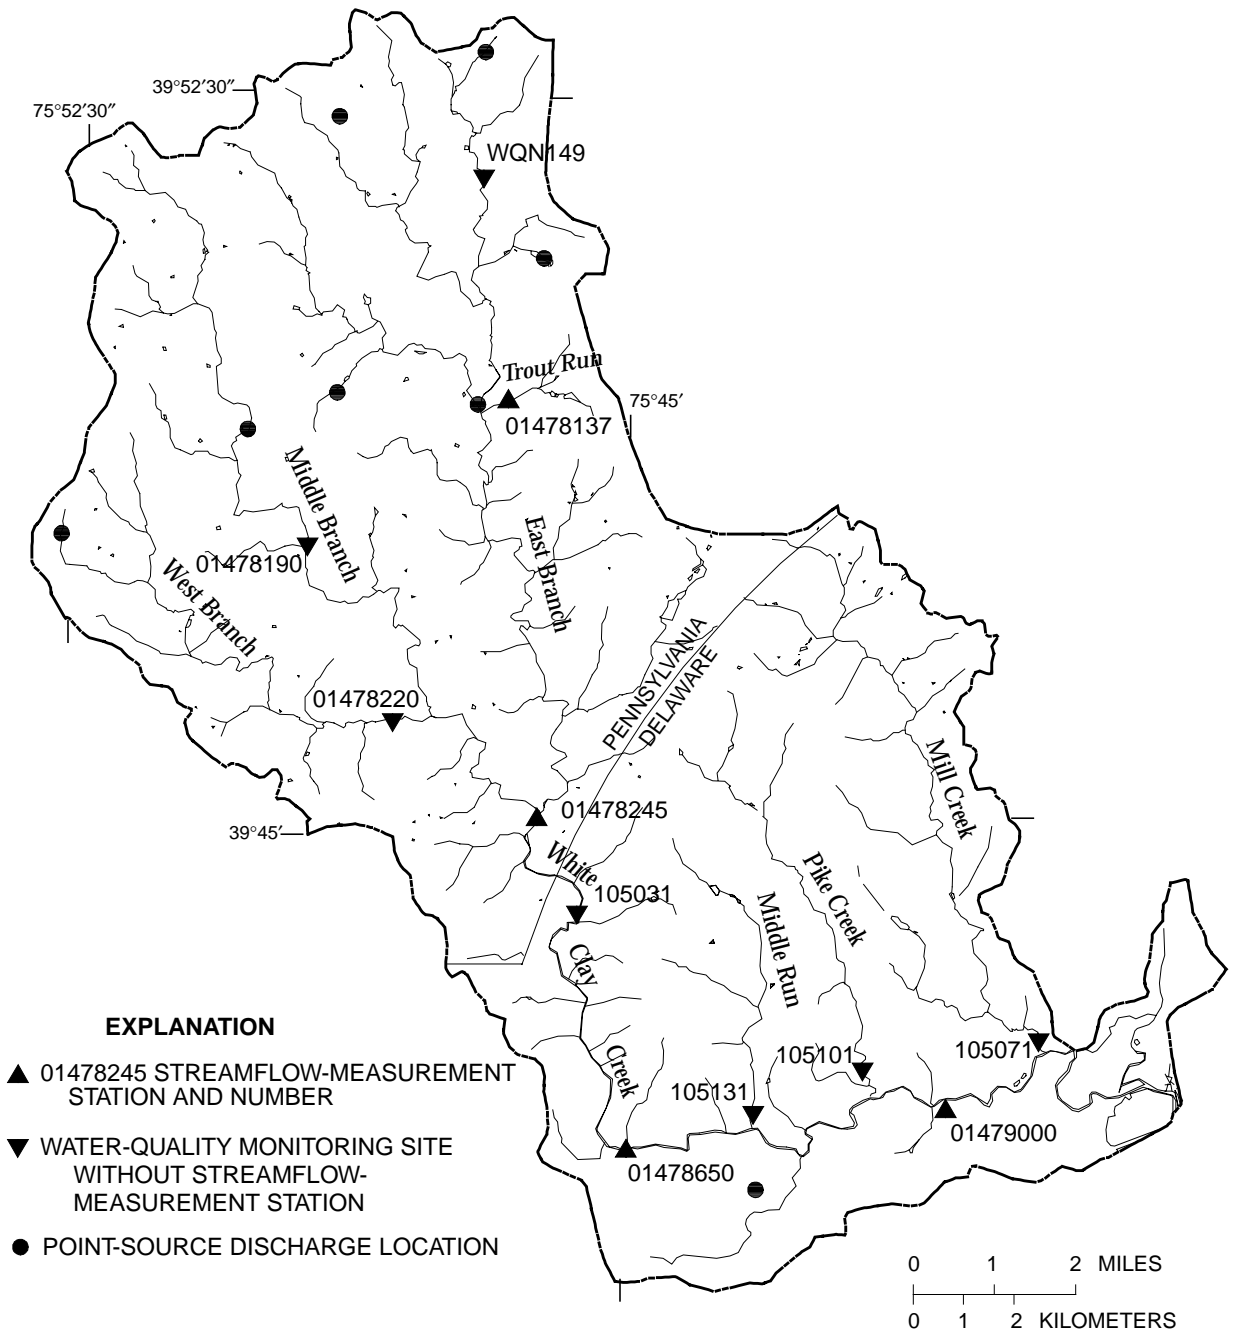 39°52′30″
75°52′30″
WQN149
Trout Run
75°45′
01478137
Middle Branch
East Branch
01478190
West Branch
PENNSYLVANIA
DELAWARE
01478220
Mill Creek
01478245
39°45′
White
Pike Creek
105031
Middle Run
Clay
EXPLANATION
Creek
105101
105071
01478245 STREAMFLOW-MEASUREMENT
STATION AND NUMBER
105131
01479000
WATER-QUALITY MONITORING SITE
WITHOUT STREAMFLOW-
MEASUREMENT STATION
01478650
POINT-SOURCE DISCHARGE LOCATION
0 1 2 MILES
0 1 2 KILOMETERS